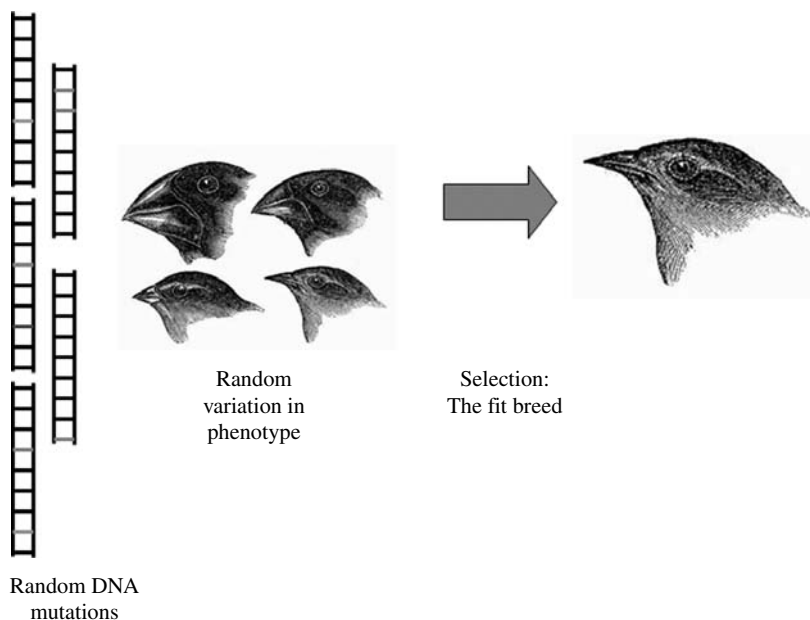 Random
variation in
phenotype
Selection:
The fit breed
Random DNA
mutations